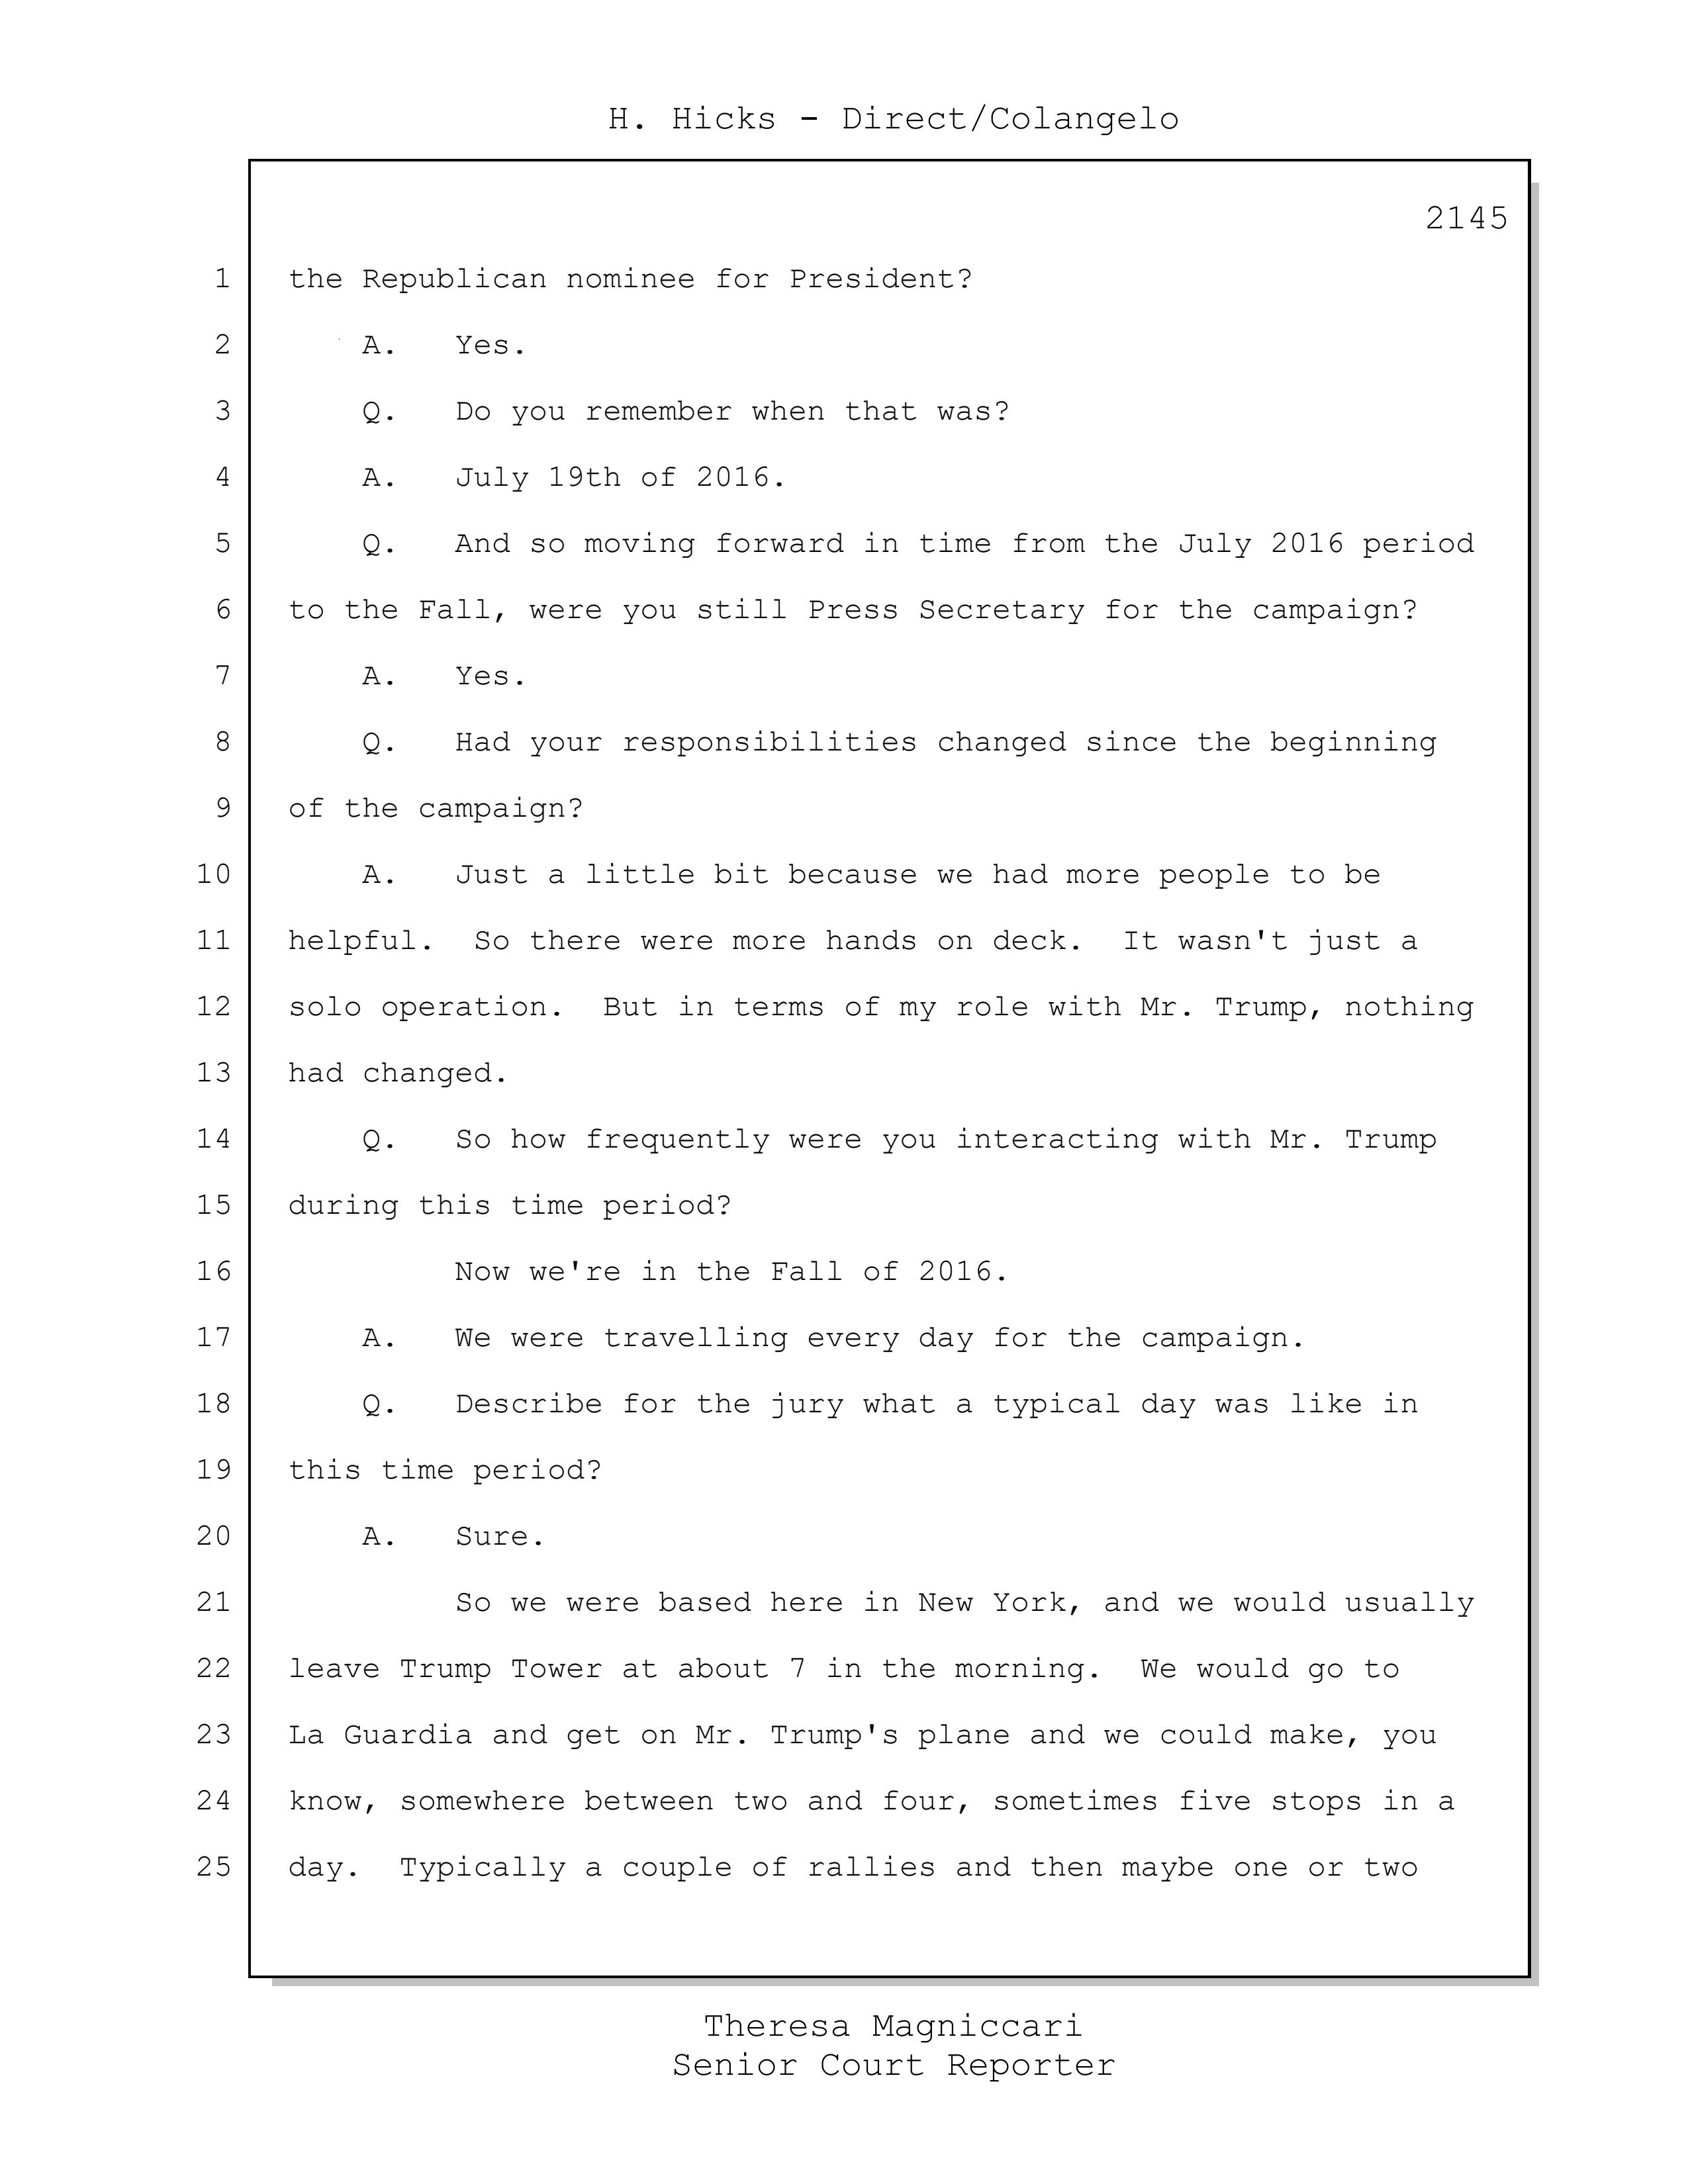 H. Hicks - Direct/Colangelo
2145
1 the Republican nominee for President?
2 A. Yes.
3 Q. Do you remember when that was?
4 A. July 19th of 2016.
5 Q. And so moving forward in time from the July 2016 period
6 to the Fall, were you still Press Secretary for the campaign?
7 A. Yes.
8 Q. Had your responsibilities changed since the beginning
9 of the campaign?
10 A. Just a little bit because we had more people to be
11 helpful. So there were more hands on deck. It wasn't just a
12 solo operation. But in terms of my role with Mr. Trump, nothing
13 had changed.
14 Q. So how frequently were you interacting with Mr. Trump
15 during this time period?
16 Now we're in the Fall of 2016.
17 A. We were travelling every day for the campaign.
18 Q. Describe for the jury what a typical day was like in
19 this time period?
20 A. Sure.
21 So we were based here in New York, and we would usually
22 leave Trump Tower at about 7 in the morning. We would go to
23 La Guardia and get on Mr. Trump's plane and we could make, you
24 know, somewhere between two and four, sometimes five stops in a
25 day. Typically a couple of rallies and then maybe one or two
Theresa Magniccari
Senior Court Reporter